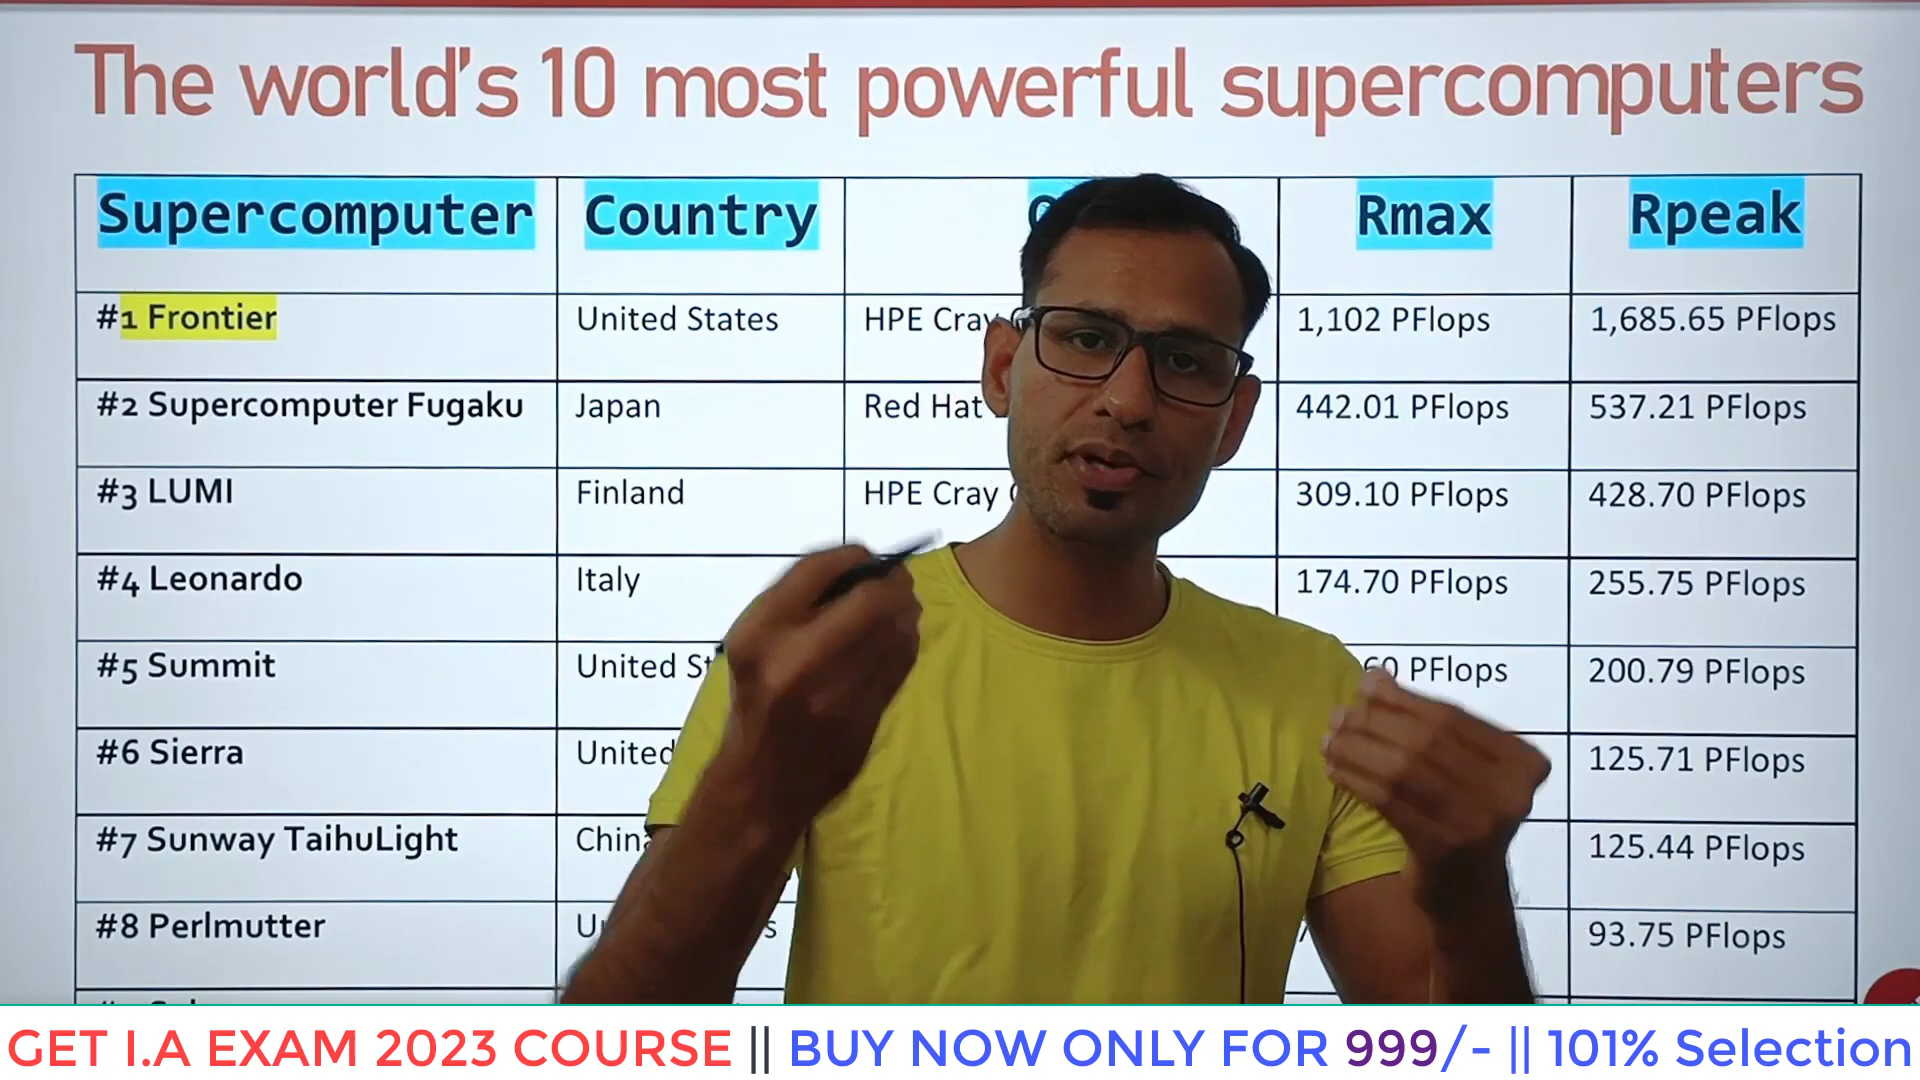 The world's 10 most powerful supercomputers
Supercomputer Country Rmax Rpeak
#1 Frontier United States HPE Cray 1,102 PFlops 1,685.65 PFlops
#2 Supercomputer Fugaku Japan Red Hat 442.01 PFlops 537.21 PFlops
#3 LUMI Finland HPE Cray 309.10 PFlops 428.70 PFlops
#4 Leonardo Italy 174.70 PFlops 255.75 PFlops
#5 Summit United PFlops 200.79 PFlops
#6 Sierra United 125.71 PFlops
#7 Sunway TaihuLight China 125.44 PFlops
#8 Perlmutter 93.75 PFlops
GET I.A EXAM 2023 COURSE || BUY NOW ONLY FOR 999/- || 101% Selection